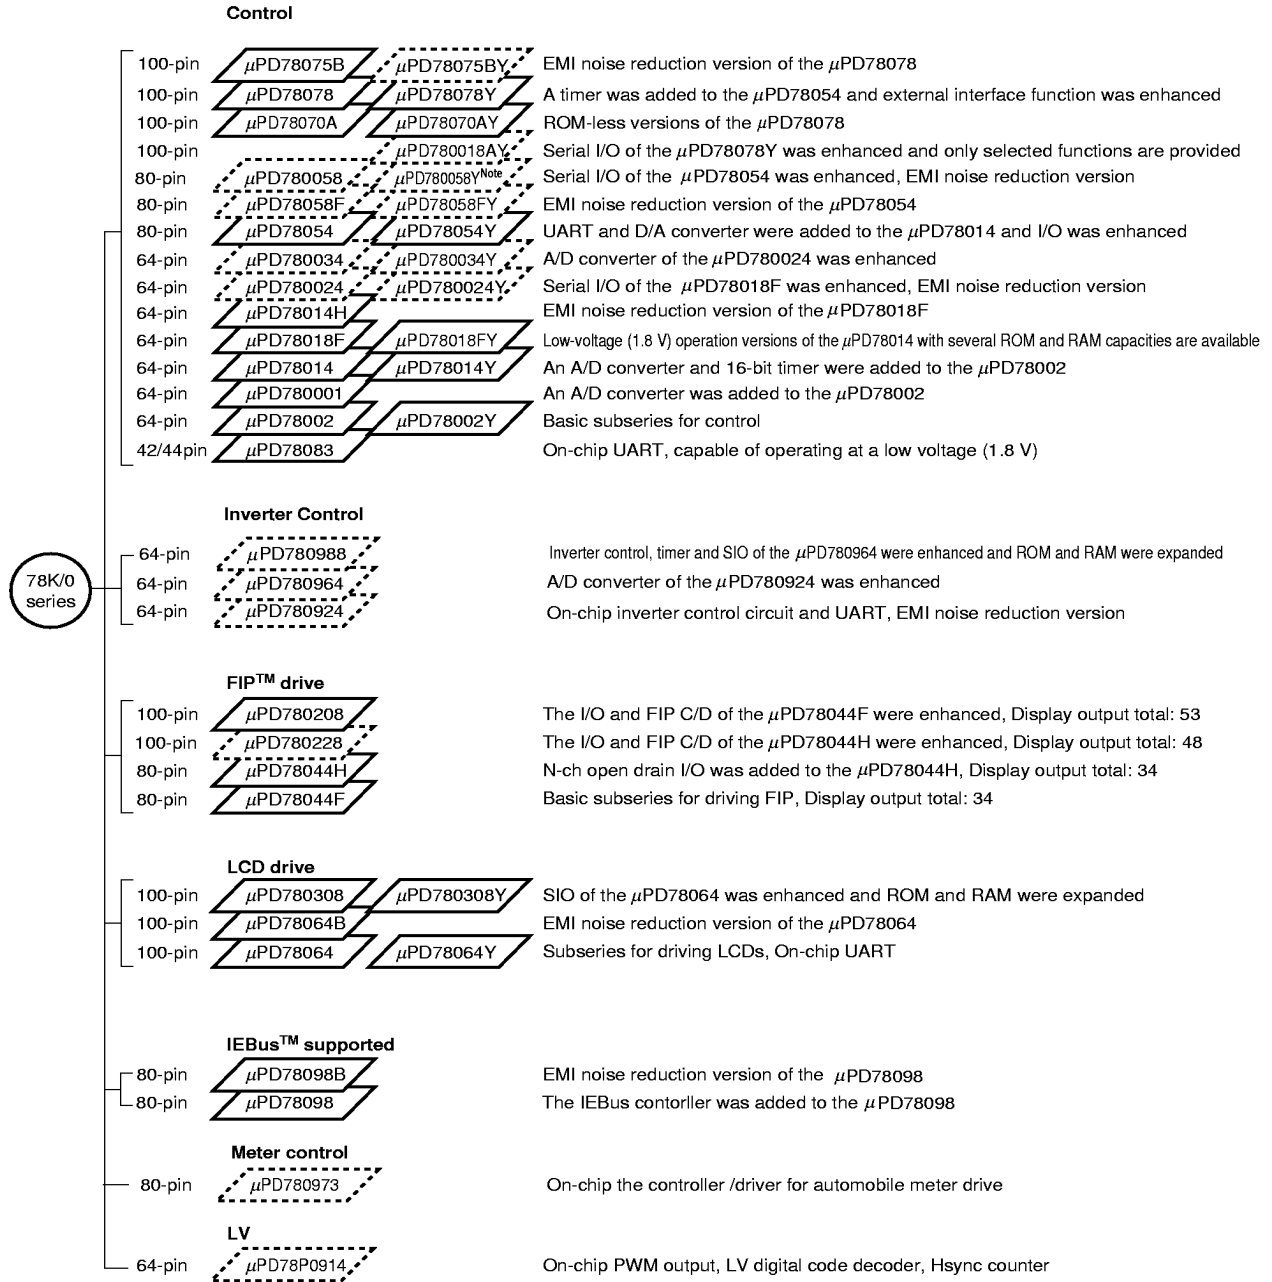 Control
100-pin μPD78075B μPD78075BY EMI noise reduction version of the μPD78078
100-pin μPD78078 μPD78078Y A timer was added to the μPD78054 and external interface function was enhanced
100-pin μPD78070A μPD78070AY ROM-less versions of the μPD78078
100-pin μPD780018AY Serial I/O of the μPD78078Y was enhanced and only selected functions are provided
80-pin μPD780058 μPD780058Y Note Serial I/O of the μPD78054 was enhanced, EMI noise reduction version
80-pin μPD78058F μPD78058FY EMI noise reduction version of the μPD78054
80-pin μPD78054 μPD78054Y UART and D/A converter were added to the μPD78014 and I/O was enhanced
64-pin μPD780034 μPD780034Y A/D converter of the μPD780024 was enhanced
64-pin μPD780024 μPD780024Y Serial I/O of the μPD78018F was enhanced, EMI noise reduction version
64-pin μPD78014H EMI noise reduction version of the μPD78018F
64-pin μPD78018F μPD78018FY Low-voltage (1.8 V) operation versions of the μPD78014 with several ROM and RAM capacities are available
64-pin μPD78014 μPD78014Y An A/D converter and 16-bit timer were added to the μPD78002
64-pin μPD780001 An A/D converter was added to the μPD78002
64-pin μPD78002 μPD78002Y Basic subseries for control
42/44pin μPD78083 On-chip UART, capable of operating at a low voltage (1.8 V)
Inverter Control
64-pin μPD780988 Inverter control, timer and SIO of the μPD780964 were enhanced and ROM and RAM were expanded
78K/0
series
64-pin μPD780964 A/D converter of the μPD780924 was enhanced
64-pin μPD780924 On-chip inverter control circuit and UART, EMI noise reduction version
FIP™ drive
100-pin μPD780208 The I/O and FIP C/D of the μPD78044F were enhanced, Display output total: 53
100-pin μPD780228 The I/O and FIP C/D of the μPD78044H were enhanced, Display output total: 48
80-pin μPD78044H N-ch open drain I/O was added to the μPD78044H, Display output total: 34
80-pin μPD78044F Basic subseries for driving FIP, Display output total: 34
LCD drive
100-pin μPD780308 μPD780308Y SIO of the μPD78064 was enhanced and ROM and RAM were expanded
100-pin μPD78064B EMI noise reduction version of the μPD78064
100-pin μPD78064 μPD78064Y Subseries for driving LCDs, On-chip UART
IEBus™ supported
80-pin μPD78098B EMI noise reduction version of the μPD78098
80-pin μPD78098 The IEBus contorller was added to the μPD78098
Meter control
80-pin μPD780973 On-chip the controller /driver for automobile meter drive
LV
64-pin μPD78P0914 On-chip PWM output, LV digital code decoder, Hsync counter